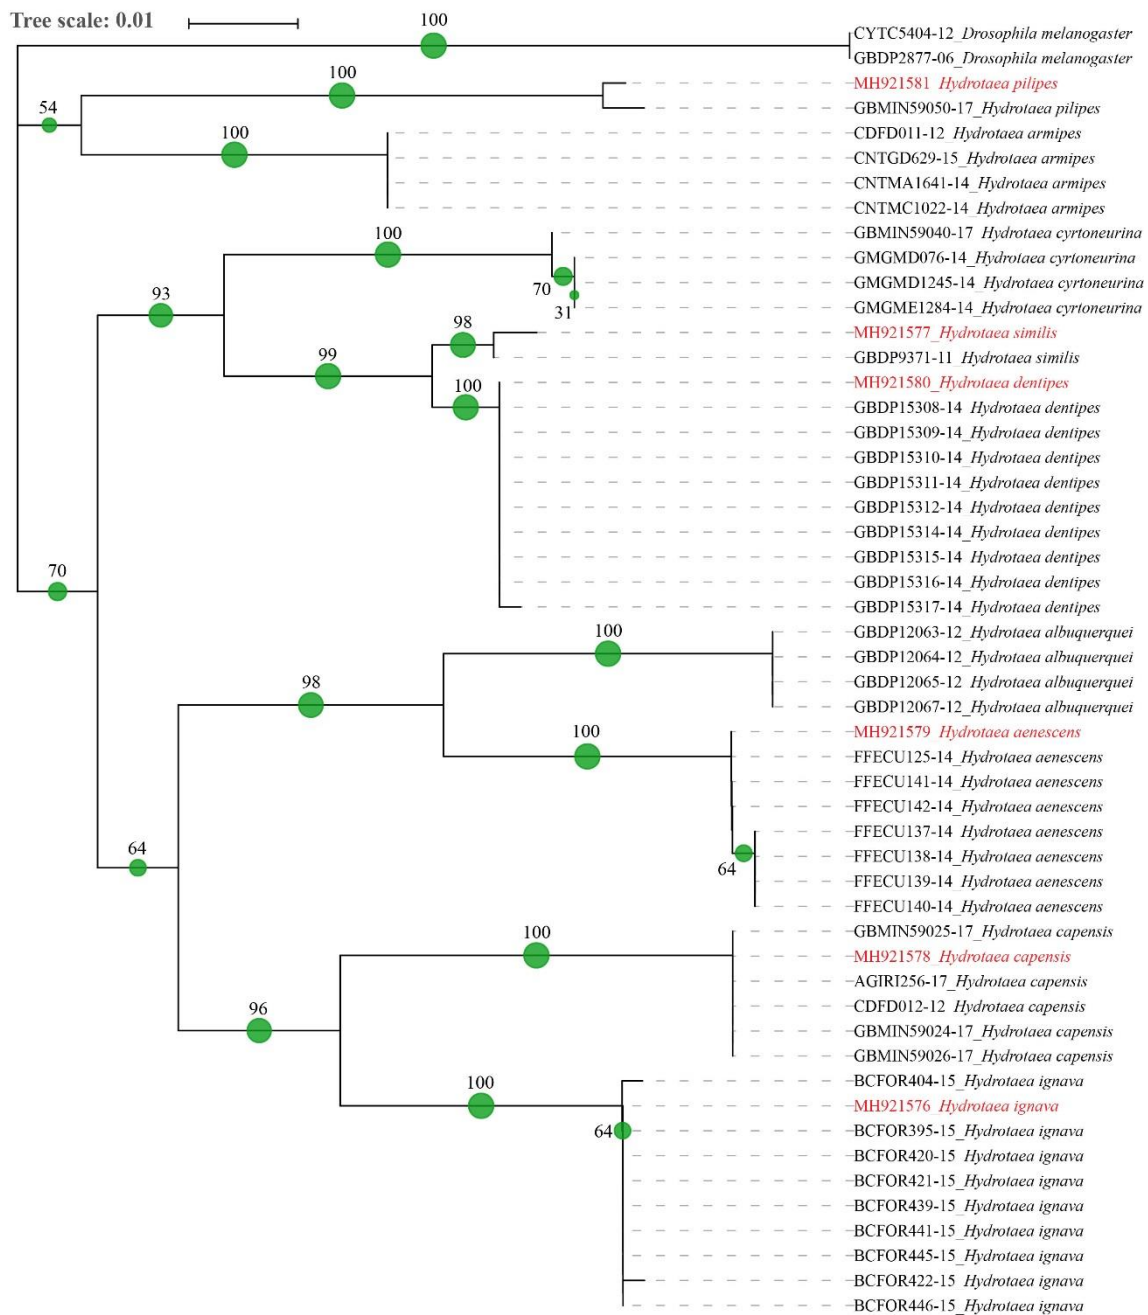 Tree scale: 0.01
100
CYTC5404-12_Drosophila melanogaster
GBDP2877-06_Drosophila melanogaster
100
MH921581_Hydrotaea pilipes
54
GBMIN59050-17_Hydrotaea pilipes
100
CDFD011-12_Hydrotaea armipes
CNTGD629-15_Hydrotaea armipes
CNTMA1641-14_Hydrotaea armipes
CNTMC1022-14_Hydrotaea armipes
100
GBMIN59040-17_Hydrotaea cyrtoneurina
GMGMD076-14_Hydrotaea cyrtoneurina
70
GMGMD1245-14_Hydrotaea cyrtoneurina
93
31
GMGME1284-14_Hydrotaea cyrtoneurina
98
MH921577_Hydrotaea similis
99
GBDP9371-11_Hydrotaea similis
100
MH921580_Hydrotaea dentipes
GBDP15308-14_Hydrotaea dentipes
GBDP15309-14_Hydrotaea dentipes
GBDP15310-14_Hydrotaea dentipes
GBDP15311-14_Hydrotaea dentipes
GBDP15312-14_Hydrotaea dentipes
GBDP15314-14_Hydrotaea dentipes
GBDP15315-14_Hydrotaea dentipes
70
GBDP15316-14_Hydrotaea dentipes
GBDP15317-14_Hydrotaea dentipes
100
GBDP12063-12_Hydrotaea albuquerquei
GBDP12064-12_Hydrotaea albuquerquei
98
GBDP12065-12_Hydrotaea albuquerquei
GBDP12067-12_Hydrotaea albuquerquei
100
MH921579_Hydrotaea aenescens
FFECU125-14_Hydrotaea aenescens
FFECU141-14_Hydrotaea aenescens
FFECU142-14_Hydrotaea aenescens
FFECU137-14_Hydrotaea aenescens
64
FFECU138-14_Hydrotaea aenescens
64
FFECU139-14_Hydrotaea aenescens
FFECU140-14_Hydrotaea aenescens
100
GBMIN59025-17_Hydrotaea capensis
MH921578_Hydrotaea capensis
AGIRI256-17_Hydrotaea capensis
96
CDFD012-12_Hydrotaea capensis
GBMIN59024-17_Hydrotaea capensis
GBMIN59026-17_Hydrotaea capensis
100
BCFOR404-15_Hydrotaea ignava
MH921576_Hydrotaea ignava
64
BCFOR395-15_Hydrotaea ignava
BCFOR420-15_Hydrotaea ignava
BCFOR421-15_Hydrotaea ignava
BCFOR439-15_Hydrotaea ignava
BCFOR441-15_Hydrotaea ignava
BCFOR445-15_Hydrotaea ignava
BCFOR422-15_Hydrotaea ignava
BCFOR446-15_Hydrotaea ignava